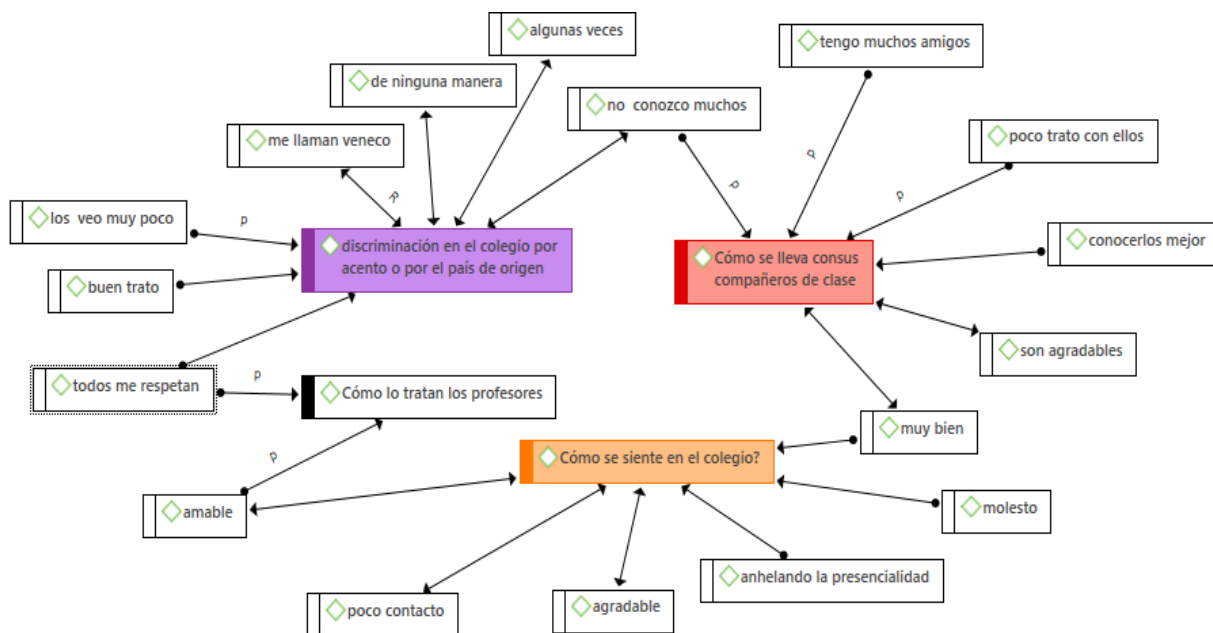 algunas veces
tengo muchos amigos
de ninguna manera
no conozco muchos
me llaman veneco
poco trato con ellos
P
P
P
R
los veo muy poco
P
discriminación en el colegio por
acento o por el país de origen
Cómo se lleva consus
compañeros de clase
conocerlos mejor
buen trato
son agradables
todos me respetan
P
Cómo lo tratan los profesores
muy bien
P
Cómo se siente en el colegio?
amable
molesto
anhelando la presencialidad
poco contacto
agradable